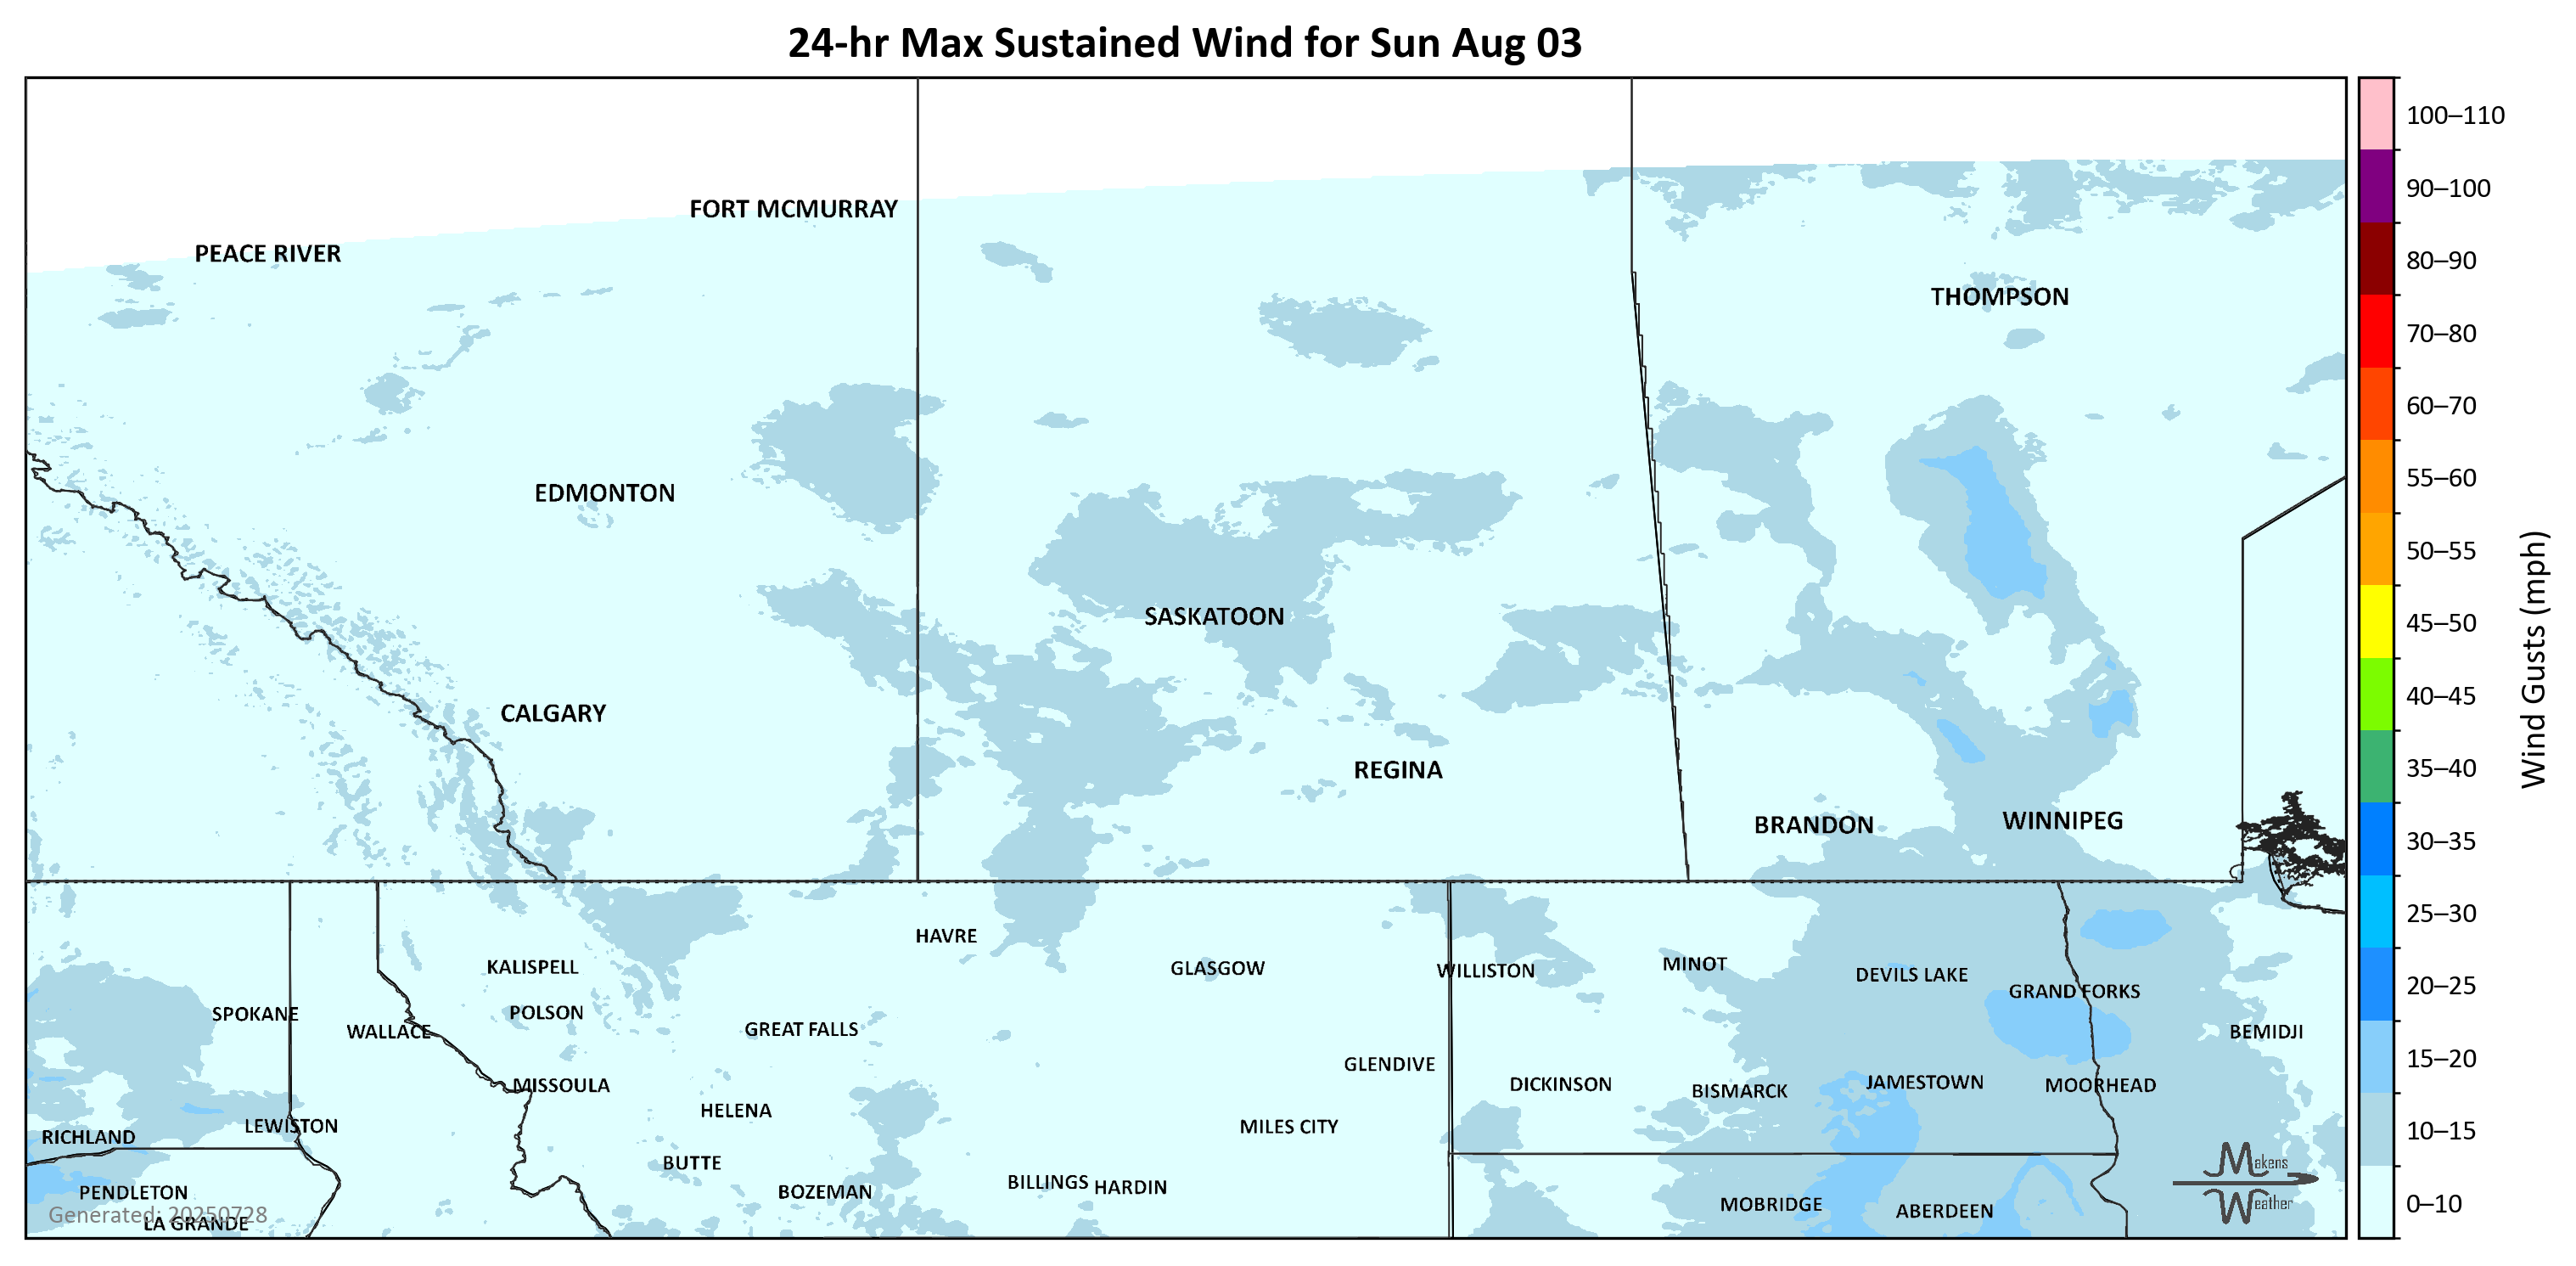 24-hr Max Sustained Wind for Sun Aug 03
FORT MCMURRAY
PEACE RIVER
THOMPSON
EDMONTON
SASKATOON
CALGARY
REGINA
BRANDON
WINNIPEG
HAVRE
KALISPELL
GLASGOW
WILLISTON
MINOT
DEVILS LAKE
GRAND FORKS
SPOKANE
POLSON
WALLACE
GREAT FALLS
BEMIDJI
GLENDIVE
MISSOULA
DICKINSON
BISMARCK
JAMESTOWN
MOORHEAD
HELENA
LEWISTON
MILES CITY
RICHLAND
BUTTE
PENDLETON
BOZEMAN
BILLINGS
HARDIN
MOBRIDGE
ABERDEEN
Generated: 20250728
LA GRANDE
Makens
Weather
100–110
90–100
80–90
70–80
60–70
55–60
50–55
45–50
40–45
35–40
30–35
25–30
20–25
15–20
10–15
0–10
Wind Gusts (mph)